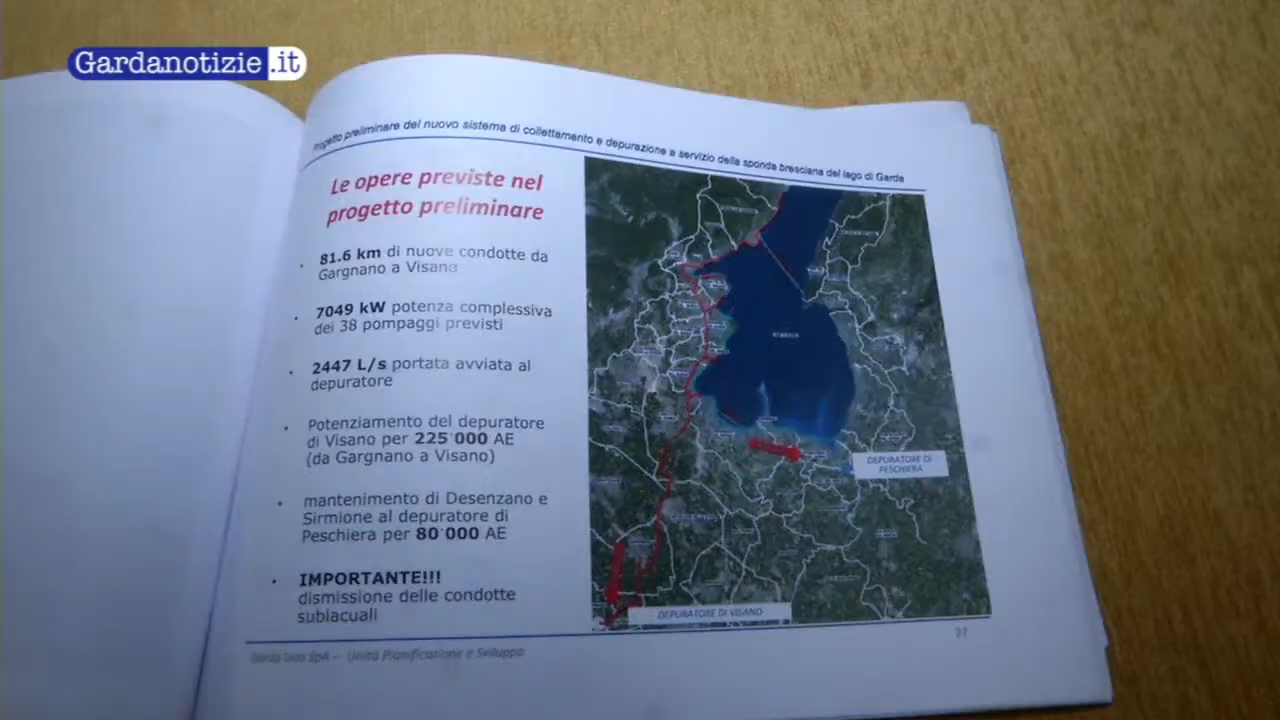 Gardanotizie.it
Progetto preliminare del nuovo sistema di collettamento e depurazione a servizio della sponda bresciana del lago di Garda
Le opere previste nel
progetto preliminare
81.6 km di nuove condotte da
Gargnano a Visano
7049 kW potenza complessiva
dei 38 pompaggi previsti
2447 L/s portata avviata al
depuratore
Potenziamento del depuratore
di Visano per 225'000 AE
(da Gargnano a Visano)
mantenimento di Desenzano e
Sirmione al depuratore di
Peschiera per 80'000 AE
IMPORTANTE!!!
dismissione delle condotte
sublacuali
DEPURATORE DI
PESCHIERA
DEPURATORE DI VISANO
SpA – Unità Pianificazione e Sviluppo